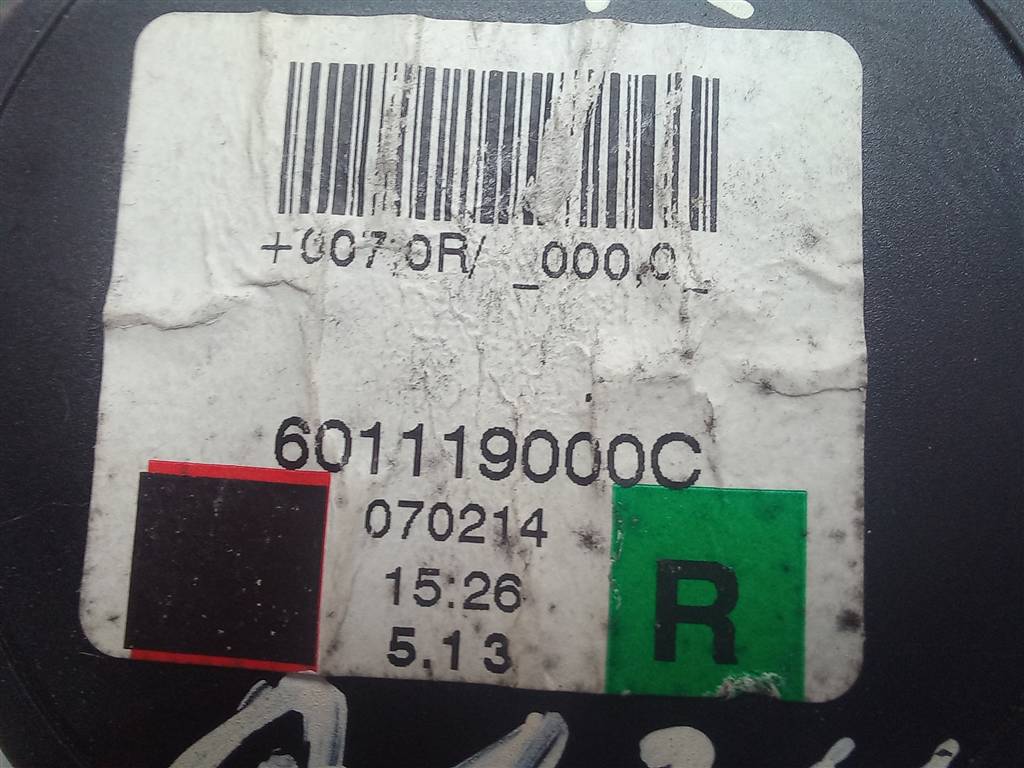 +007:0R/ _000,0_
601119000C
070214
15:26
5.13
R